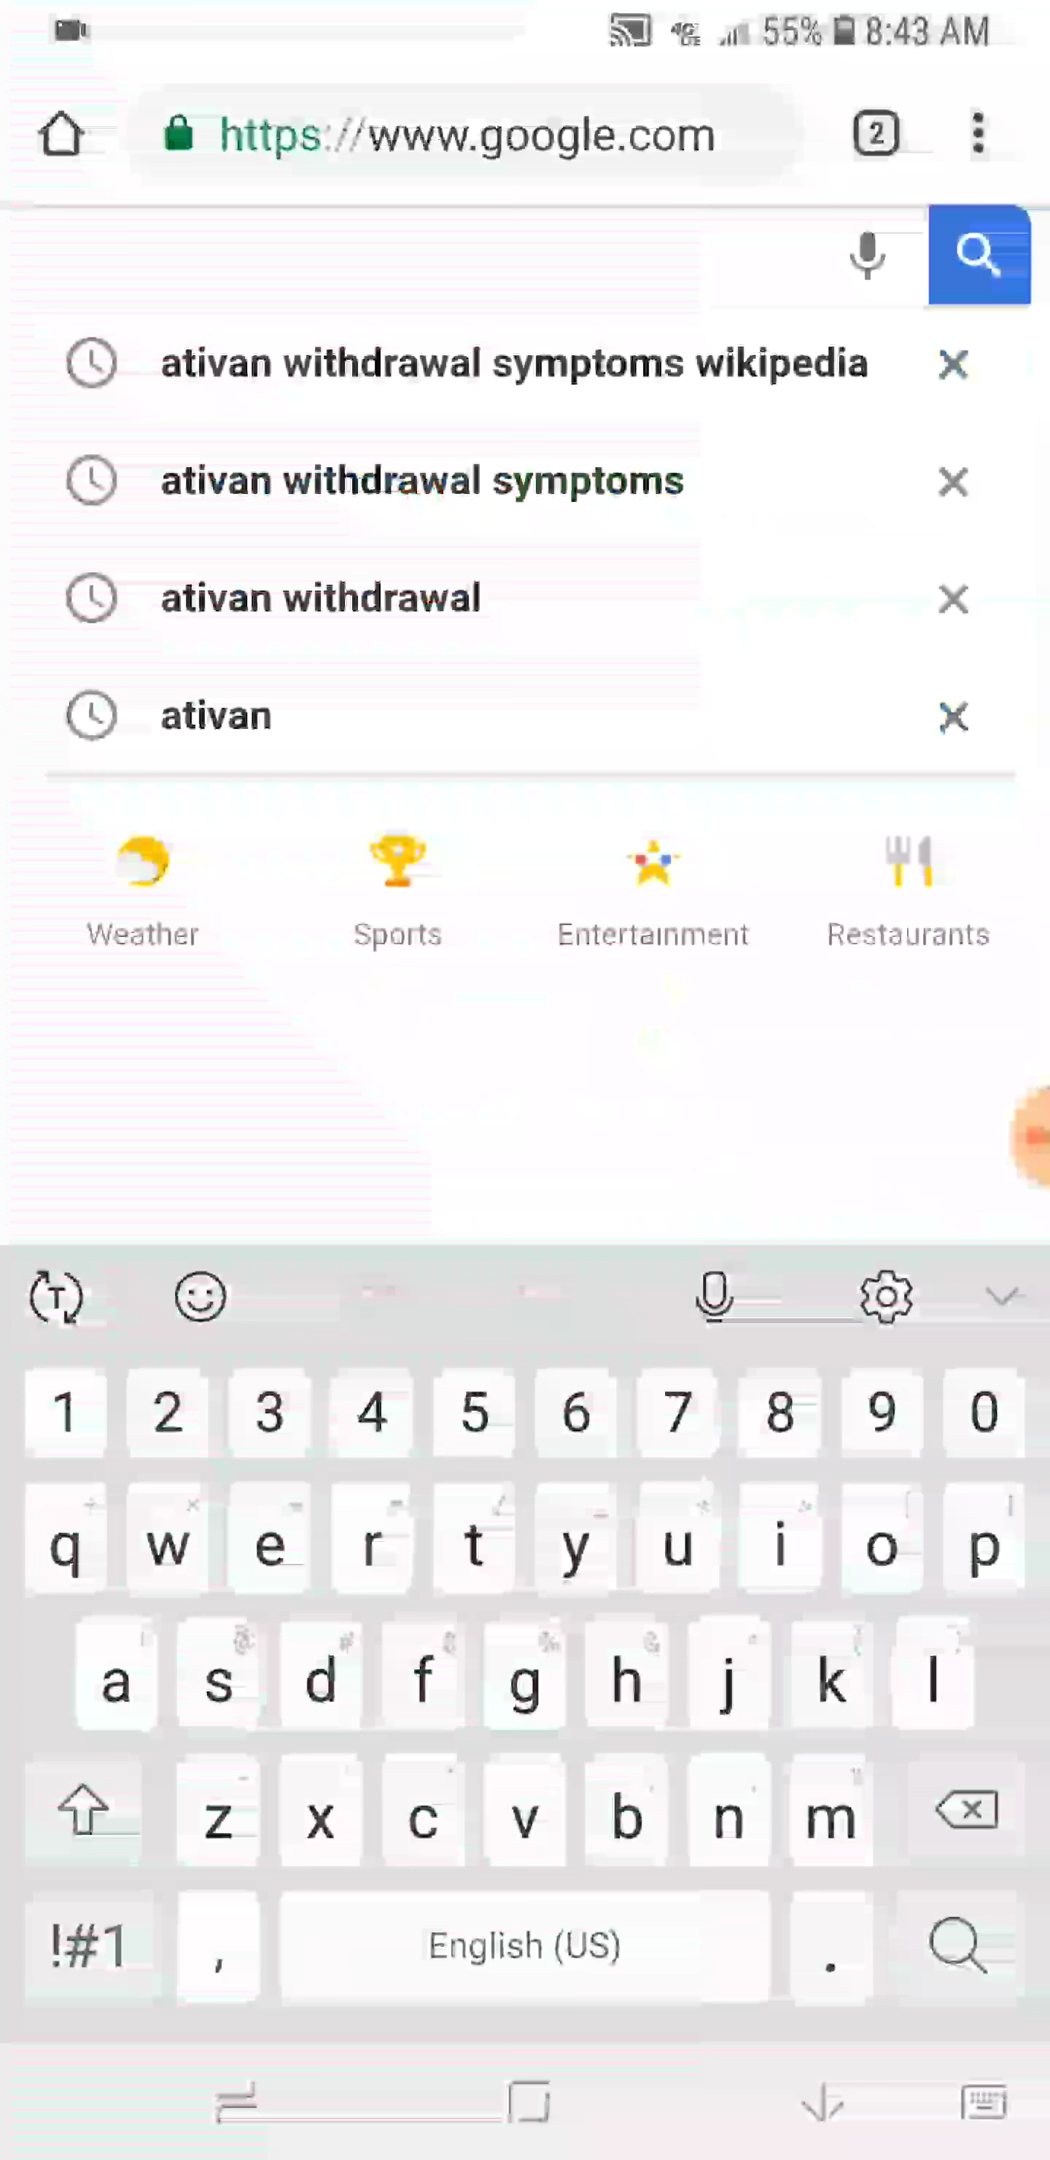 55% 8:43 AM
https://www.google.com 2
ativan withdrawal symptoms wikipedia
ativan withdrawal symptoms
ativan withdrawal
ativan
Weather Sports Entertainment Restaurants
T
1 2 3 4 5 6 7 8 9 0
q w e r t y u i o p
a s d f g h j k l
z x c v b n m
!#1 , English (US) .